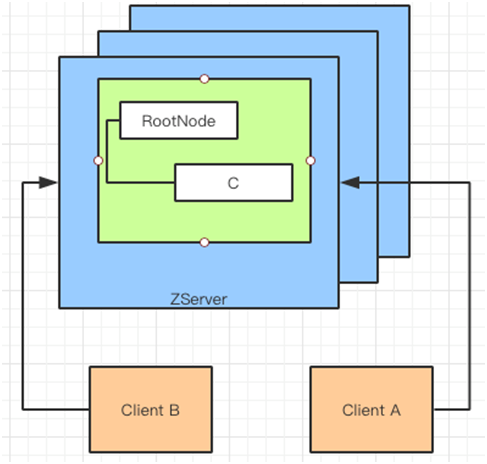 RootNode
C
ZServer
Client B
Client A